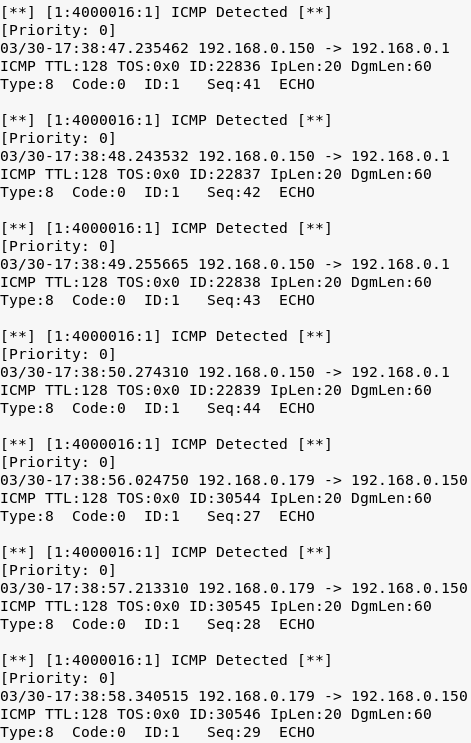 [**] [1:4000016:1] ICMP Detected [**]
[Priority: 0]
03/30-17:38:47.235462 192.168.0.150 -> 192.168.0.1
ICMP TTL:128 TOS:0x0 ID:22836 IpLen:20 DgmLen:60
Type:8  Code:0  ID:1   Seq:41  ECHO

[**] [1:4000016:1] ICMP Detected [**]
[Priority: 0]
03/30-17:38:48.243532 192.168.0.150 -> 192.168.0.1
ICMP TTL:128 TOS:0x0 ID:22837 IpLen:20 DgmLen:60
Type:8  Code:0  ID:1   Seq:42  ECHO

[**] [1:4000016:1] ICMP Detected [**]
[Priority: 0]
03/30-17:38:49.255665 192.168.0.150 -> 192.168.0.1
ICMP TTL:128 TOS:0x0 ID:22838 IpLen:20 DgmLen:60
Type:8  Code:0  ID:1   Seq:43  ECHO

[**] [1:4000016:1] ICMP Detected [**]
[Priority: 0]
03/30-17:38:50.274310 192.168.0.150 -> 192.168.0.1
ICMP TTL:128 TOS:0x0 ID:22839 IpLen:20 DgmLen:60
Type:8  Code:0  ID:1   Seq:44  ECHO

[**] [1:4000016:1] ICMP Detected [**]
[Priority: 0]
03/30-17:38:56.024750 192.168.0.179 -> 192.168.0.150
ICMP TTL:128 TOS:0x0 ID:30544 IpLen:20 DgmLen:60
Type:8  Code:0  ID:1   Seq:27  ECHO

[**] [1:4000016:1] ICMP Detected [**]
[Priority: 0]
03/30-17:38:57.213310 192.168.0.179 -> 192.168.0.150
ICMP TTL:128 TOS:0x0 ID:30545 IpLen:20 DgmLen:60
Type:8  Code:0  ID:1   Seq:28  ECHO

[**] [1:4000016:1] ICMP Detected [**]
[Priority: 0]
03/30-17:38:58.340515 192.168.0.179 -> 192.168.0.150
ICMP TTL:128 TOS:0x0 ID:30546 IpLen:20 DgmLen:60
Type:8  Code:0  ID:1   Seq:29  ECHO